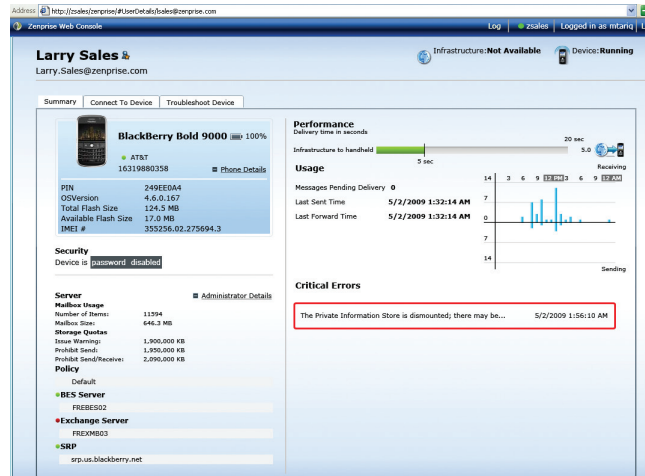 Address http://zsales/zsales/#UserDetails/lsales@zenprise.com
Zenprise Web Console Log zsales Logged in as mtariq
Larry Sales
Larry.Sales@zenprise.com
Infrastructure:Not Available Device:Running
Summary Connect To Device Troubleshoot Device
BlackBerry Bold 9000 100%
AT&T
16319880358 Phone Details
PIN 249EE0A4
OSVersion 4.6.0.167
Total Flash Size 124.5 MB
Available Flash Size 17.0 MB
IMEI # 355256.02.275694.3
Security
Device is password disabled
Server Administrator Details
Mailbox Usage
Number of Items: 11394
Mailbox Size: 646.3 MB
Storage Quotas
Issue Warning: 1,900,000 KB
Prohibit Send: 1,950,000 KB
Prohibit Send/Receive: 2,090,000 KB
Policy
Default
BES Server
FREBES02
Exchange Server
FREXMB03
SRP
srp.us.blackberry.net
Performance
Delivery time in seconds
20 sec
Infrastructure to handheld 5.0
5 sec
Usage
Receiving
14 3 6 9 12 PM 3 6 9 12 AM
Messages Pending Delivery 0
7
Last Sent Time 5/2/2009 1:32:14 AM
Last Forward Time 5/2/2009 1:32:14 AM
0
7
14
Sending
Critical Errors
The Private Information Store is dismounted; there may be... 5/2/2009 1:56:10 AM